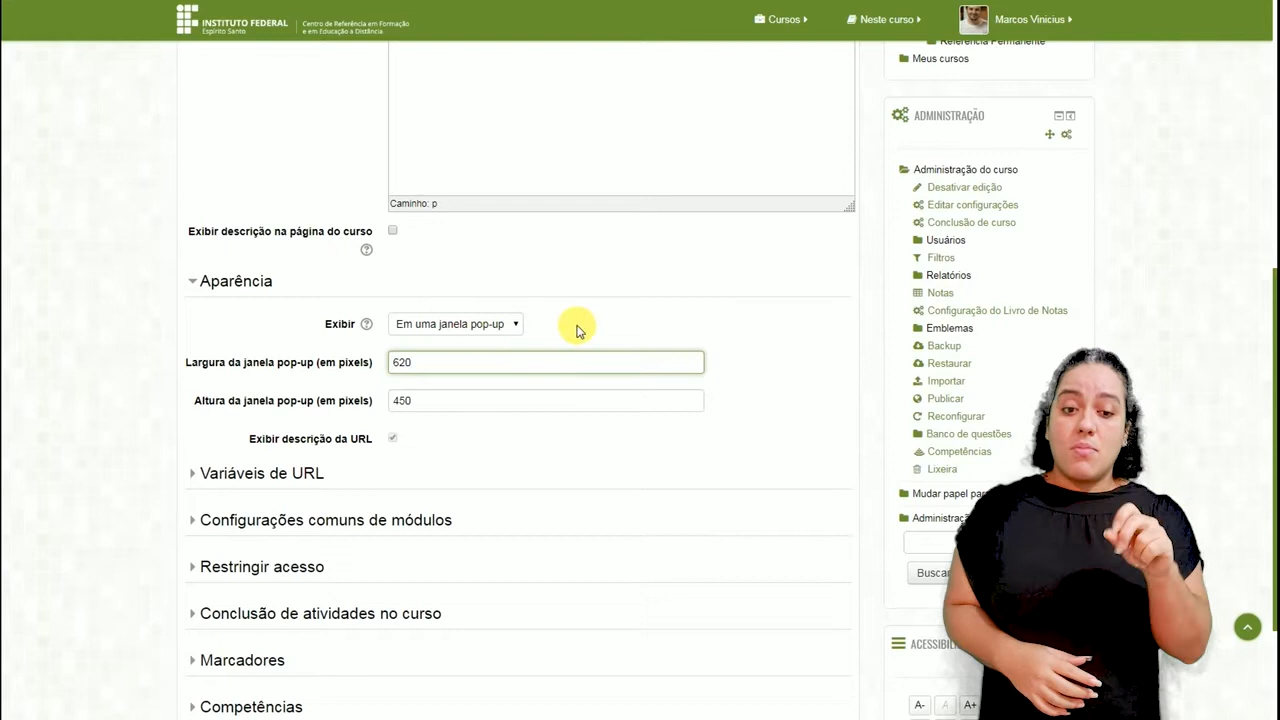 INSTITUTO FEDERAL
Espírito Santo
Centro de Referência em Formação
e em Educação a Distância
Cursos
Neste curso
Marcos Vinicius
Referência Permanente
Meus cursos
Caminho: p
Exibir descrição na página do curso
Aparência
Exibir
Em uma janela pop-up
Largura da janela pop-up (em pixels)
620
Altura da janela pop-up (em pixels)
450
Exibir descrição da URL
Variáveis de URL
Configurações comuns de módulos
Restringir acesso
Conclusão de atividades no curso
Marcadores
Competências
ADMINISTRAÇÃO
Administração do curso
Desativar edição
Editar configurações
Conclusão de curso
Usuários
Filtros
Relatórios
Notas
Configuração do Livro de Notas
Emblemas
Backup
Restaurar
Importar
Publicar
Reconfigurar
Banco de questões
Competências
Lixeira
Mudar papel
Buscar
A-
A
A+